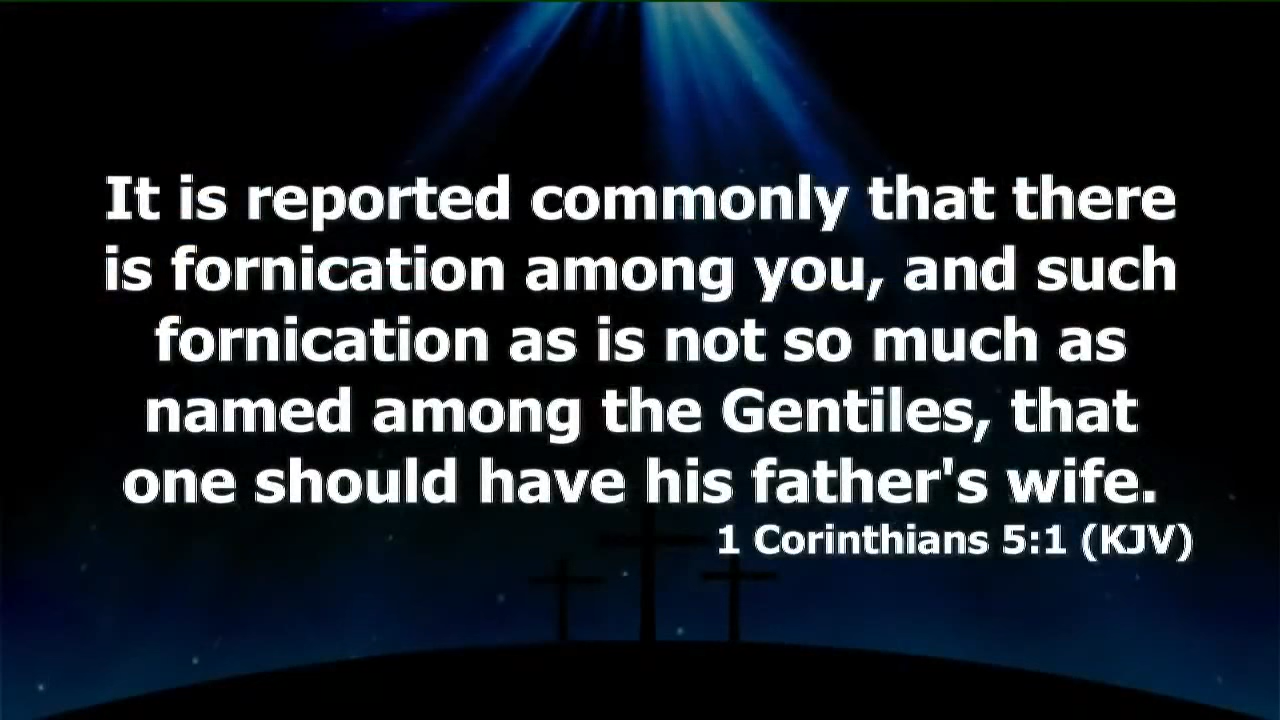 It is reported commonly that there
is fornication among you, and such
fornication as is not so much as
named among the Gentiles, that
one should have his father's wife.
1 Corinthians 5:1 (KJV)